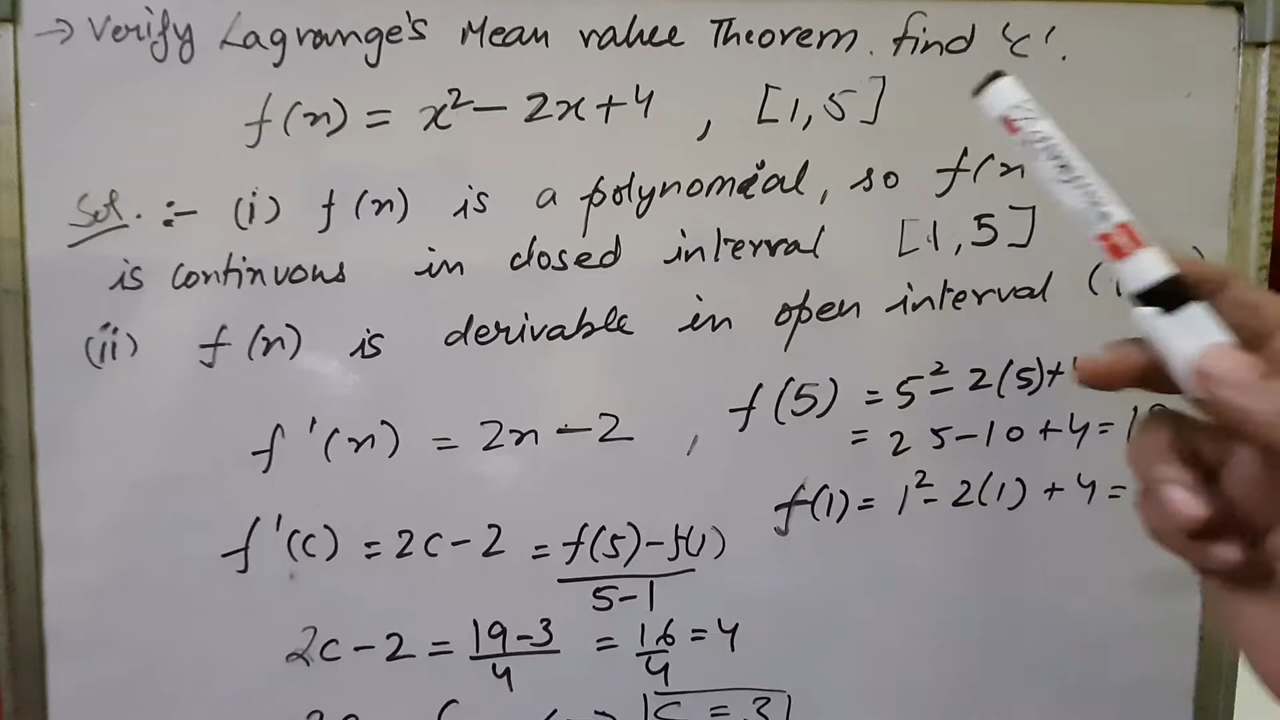 → Verify Lagrange's Mean value Theorem. find 'c'.
f(x) = x² - 2x + 4 , [1, 5]
Sol. :- (i) f(x) is a polynomial, so f(x
is continuous in closed interval [1, 5]
(ii) f(x) is derivable in open interval (
f'(x) = 2x - 2 , f(5) = 5² - 2(5) +
= 25 - 10 + 4 =
f(1) = 1² - 2(1) + 4 =
f'(c) = 2c - 2 = f(5) - f(1) / 5 - 1
2c - 2 = 19 - 3 / 4 = 16 / 4 = 4
c = 3